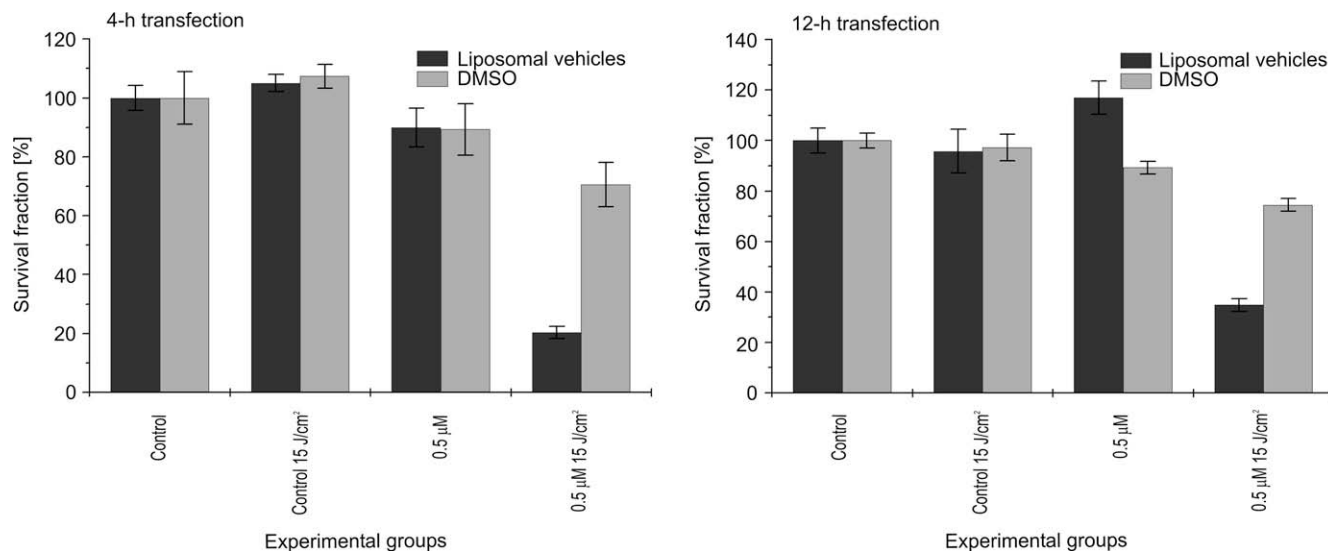 4-h transfection
120
100
80
60
40
20
0
Survival fraction [%]
Liposomal vehicles
DMSO
Control
Control 15 J/cm²
0.5 μM
0.5 μM 15 J/cm²
Experimental groups
12-h transfection
140
120
100
80
60
40
20
0
Survival fraction [%]
Liposomal vehicles
DMSO
Control
Control 15 J/cm²
0.5 μM
0.5 μM 15 J/cm²
Experimental groups